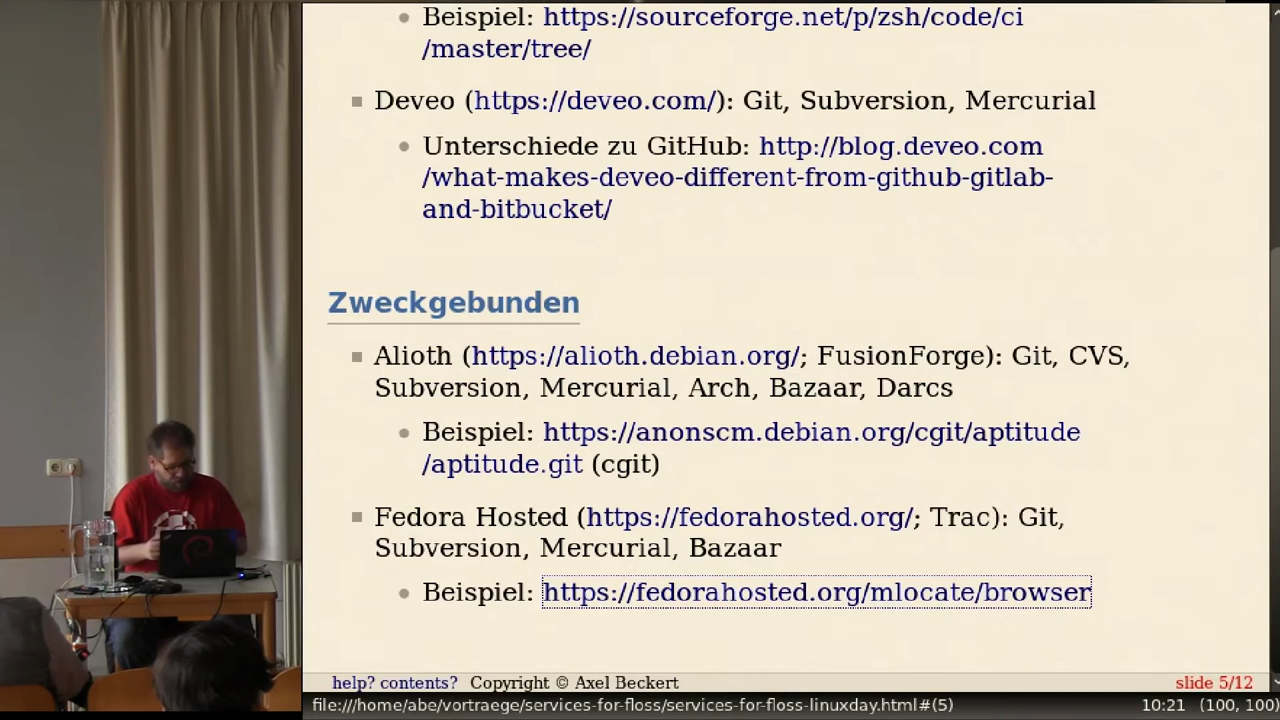 Beispiel: https://sourceforge.net/p/zsh/code/ci
/master/tree/
Deveo (https://deveo.com/): Git, Subversion, Mercurial
Unterschiede zu GitHub: http://blog.deveo.com
/what-makes-deveo-different-from-github-gitlab-
and-bitbucket/
Zweckgebunden
Alioth (https://alioth.debian.org/; FusionForge): Git, CVS,
Subversion, Mercurial, Arch, Bazaar, Darcs
Beispiel: https://anonscm.debian.org/cgit/aptitude
/aptitude.git (cgit)
Fedora Hosted (https://fedorahosted.org/; Trac): Git,
Subversion, Mercurial, Bazaar
Beispiel: https://fedorahosted.org/mlocate/browser
help? contents? Copyright © Axel Beckert
slide 5/12
file:///home/abe/vortraege/services-for-floss/services-for-floss-linuxday.html#(5)
10:21 (100, 100)